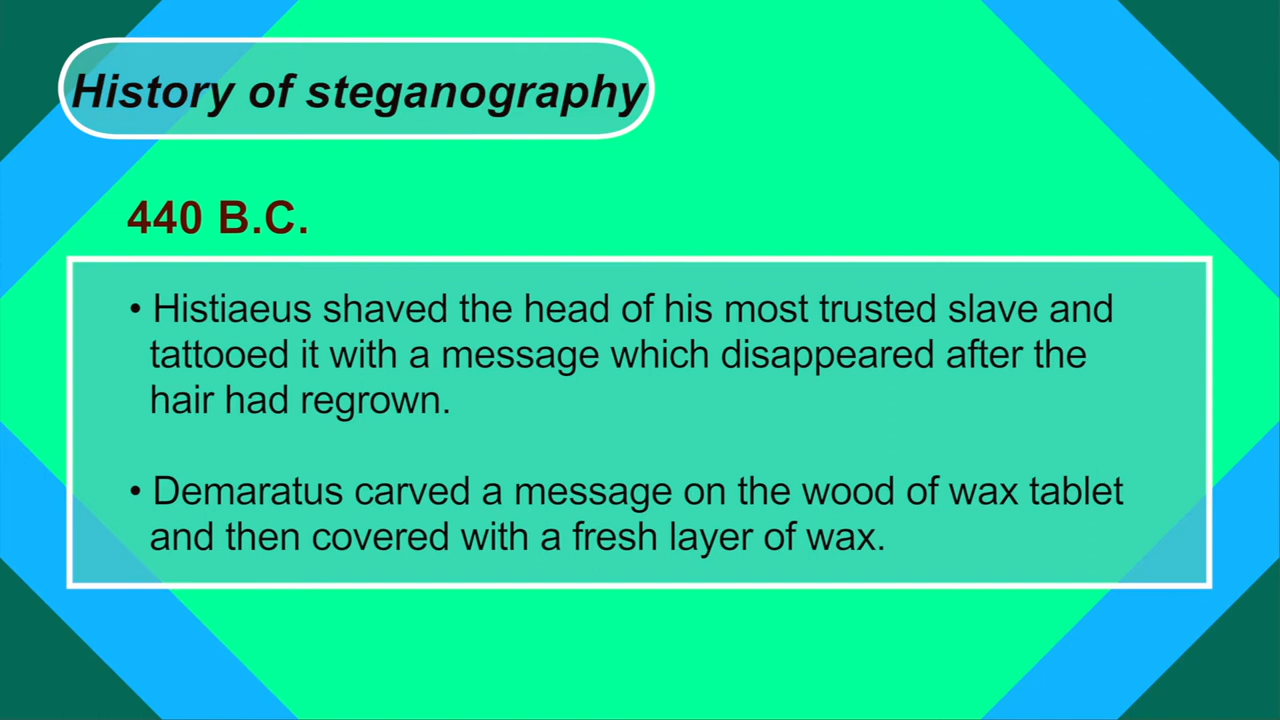 History of steganography
440 B.C.
• Histiaeus shaved the head of his most trusted slave and
tattooed it with a message which disappeared after the
hair had regrown.
• Demaratus carved a message on the wood of wax tablet
and then covered with a fresh layer of wax.